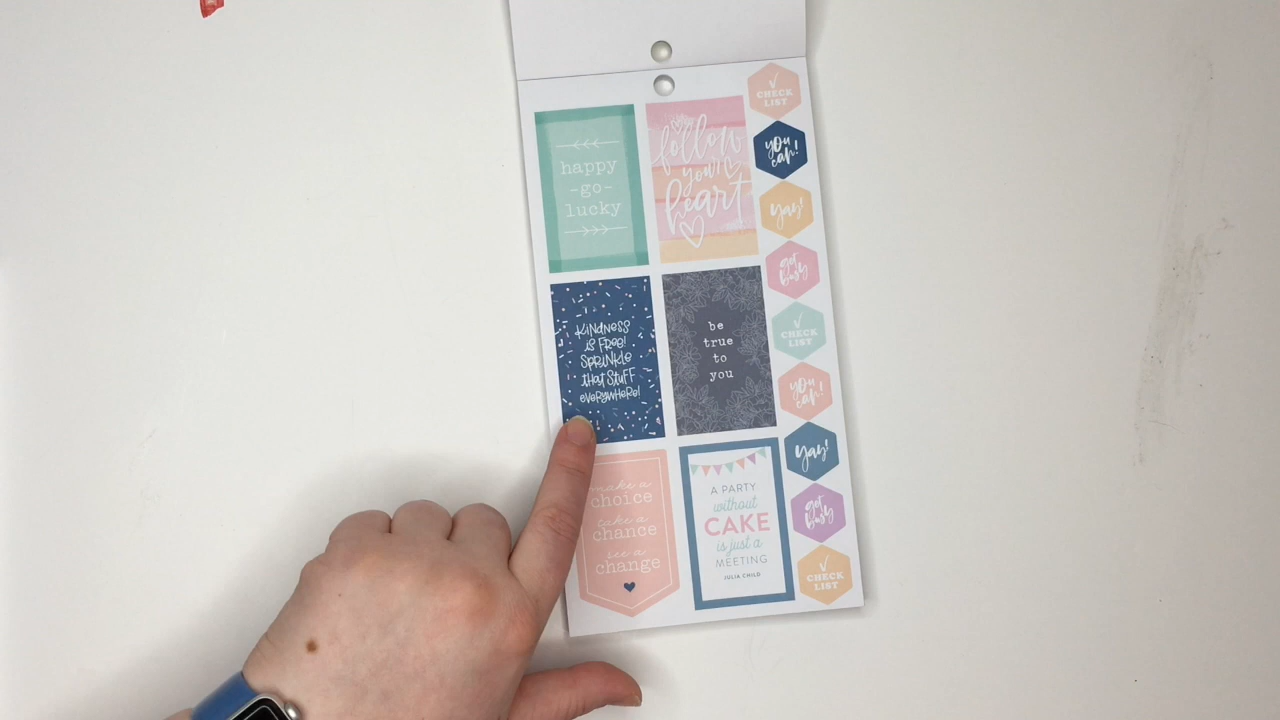 happy
-go-
lucky
follow
your
heart
KiNDNeSS
iS FRee!
SPRiNKLe
tHat StuFF
eveRywHeRe!
be
true
to
you
make a
choice
take a
chance
see a
change
A PARTY
without
CAKE
is just a
MEETING
JULIA CHILD
CHECK
LIST
you
can!
yay!
get
busy
CHECK
LIST
you
can!
yay!
get
busy
CHECK
LIST